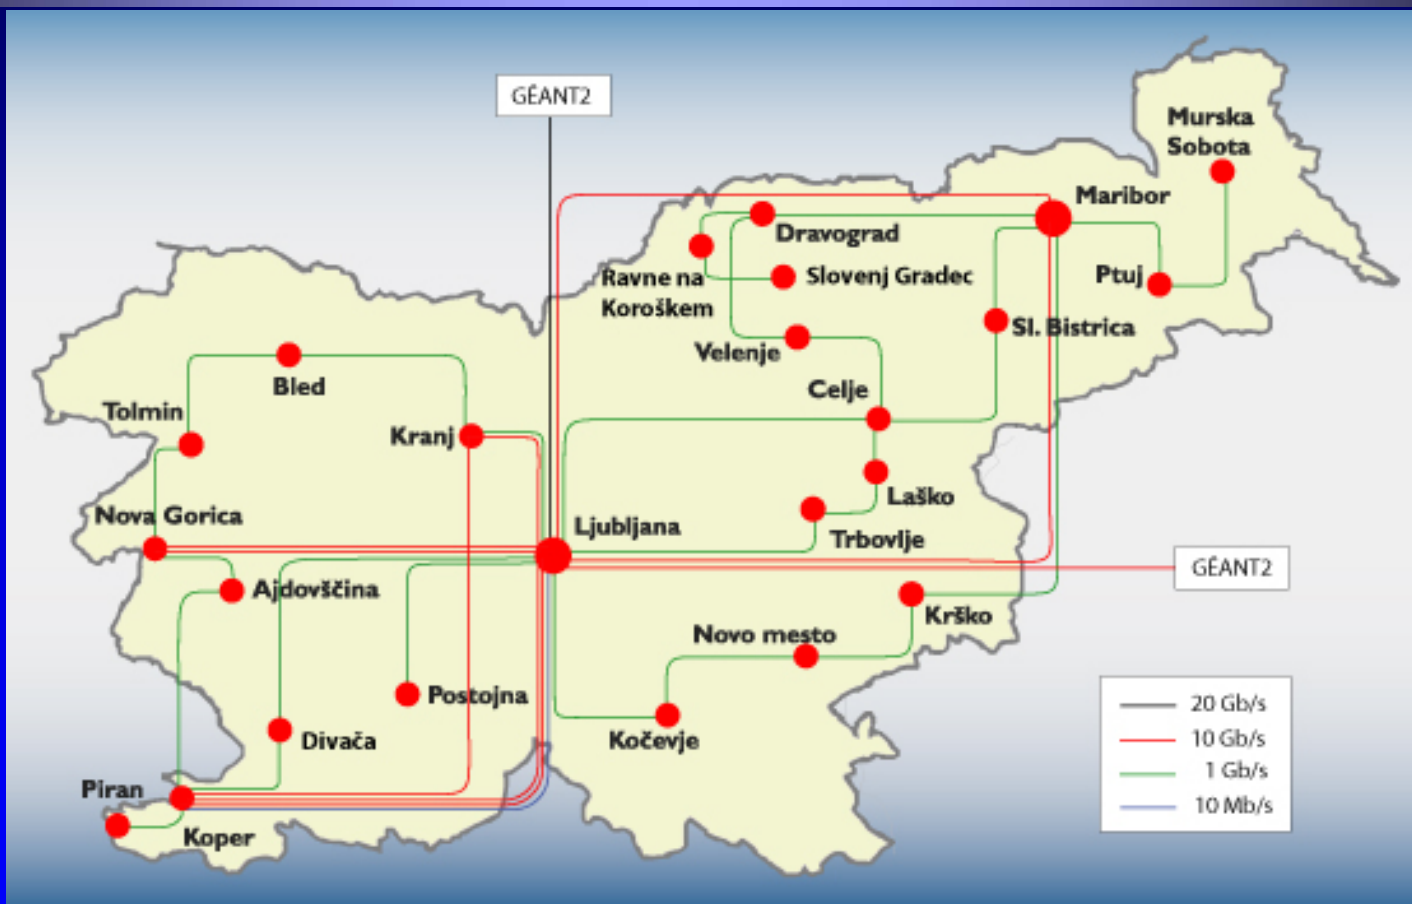 GÉANT2
Murska
Sobota
Maribor
Dravograd
Ravne na
Koroškem
Slovenj Gradec
Ptuj
Sl. Bistrica
Velenje
Bled
Celje
Tolmin
Kranj
Laško
Nova Gorica
Ljubljana
Trbovlje
GÉANT2
Ajdovščina
Krško
Novo mesto
Postojna
Divača
Kočevje
Piran
Koper
20 Gb/s
10 Gb/s
1 Gb/s
10 Mb/s